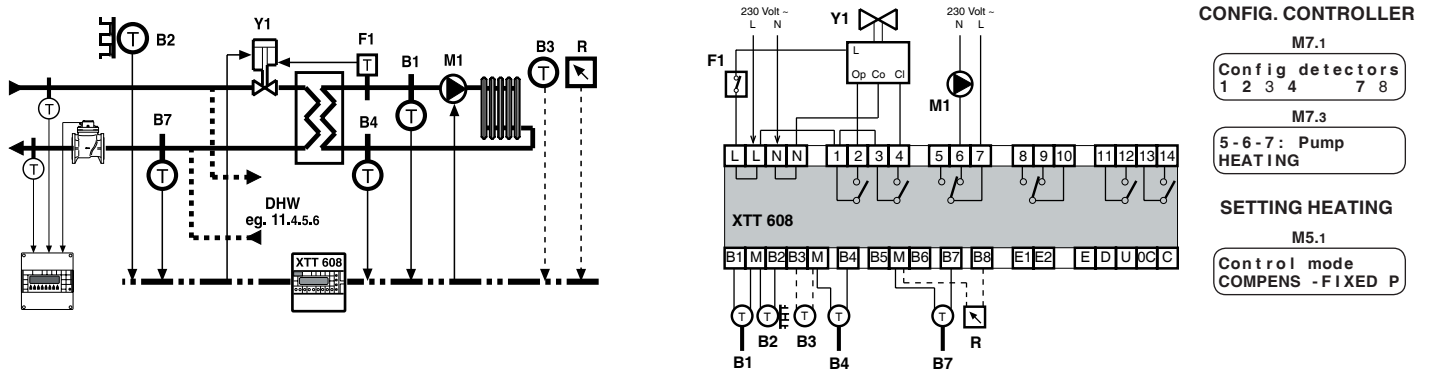 B2
T
Y1
F1
T
B1
T
M1
B3
T
R
T
B7
T
B4
T
T
DHW
eg. 11.4.5.6
XTT 608
230 Volt ~
L N
Y1
230 Volt ~
N L
F1
L
Op Co Cl
M1
L L N N 1 2 3 4 5 6 7 8 9 10 11 12 13 14
XTT 608
B1 M B2 B3 M B4 B5 M B6 B7 B8 E1 E2 E D U 0C C
T T T T T
B2 B3 R
B1 B4 B7
CONFIG. CONTROLLER
M7.1
Config detectors
1 2 3 4 7 8
M7.3
5-6-7: Pump
HEATING
SETTING HEATING
M5.1
Control mode
COMPENS -FIXED P